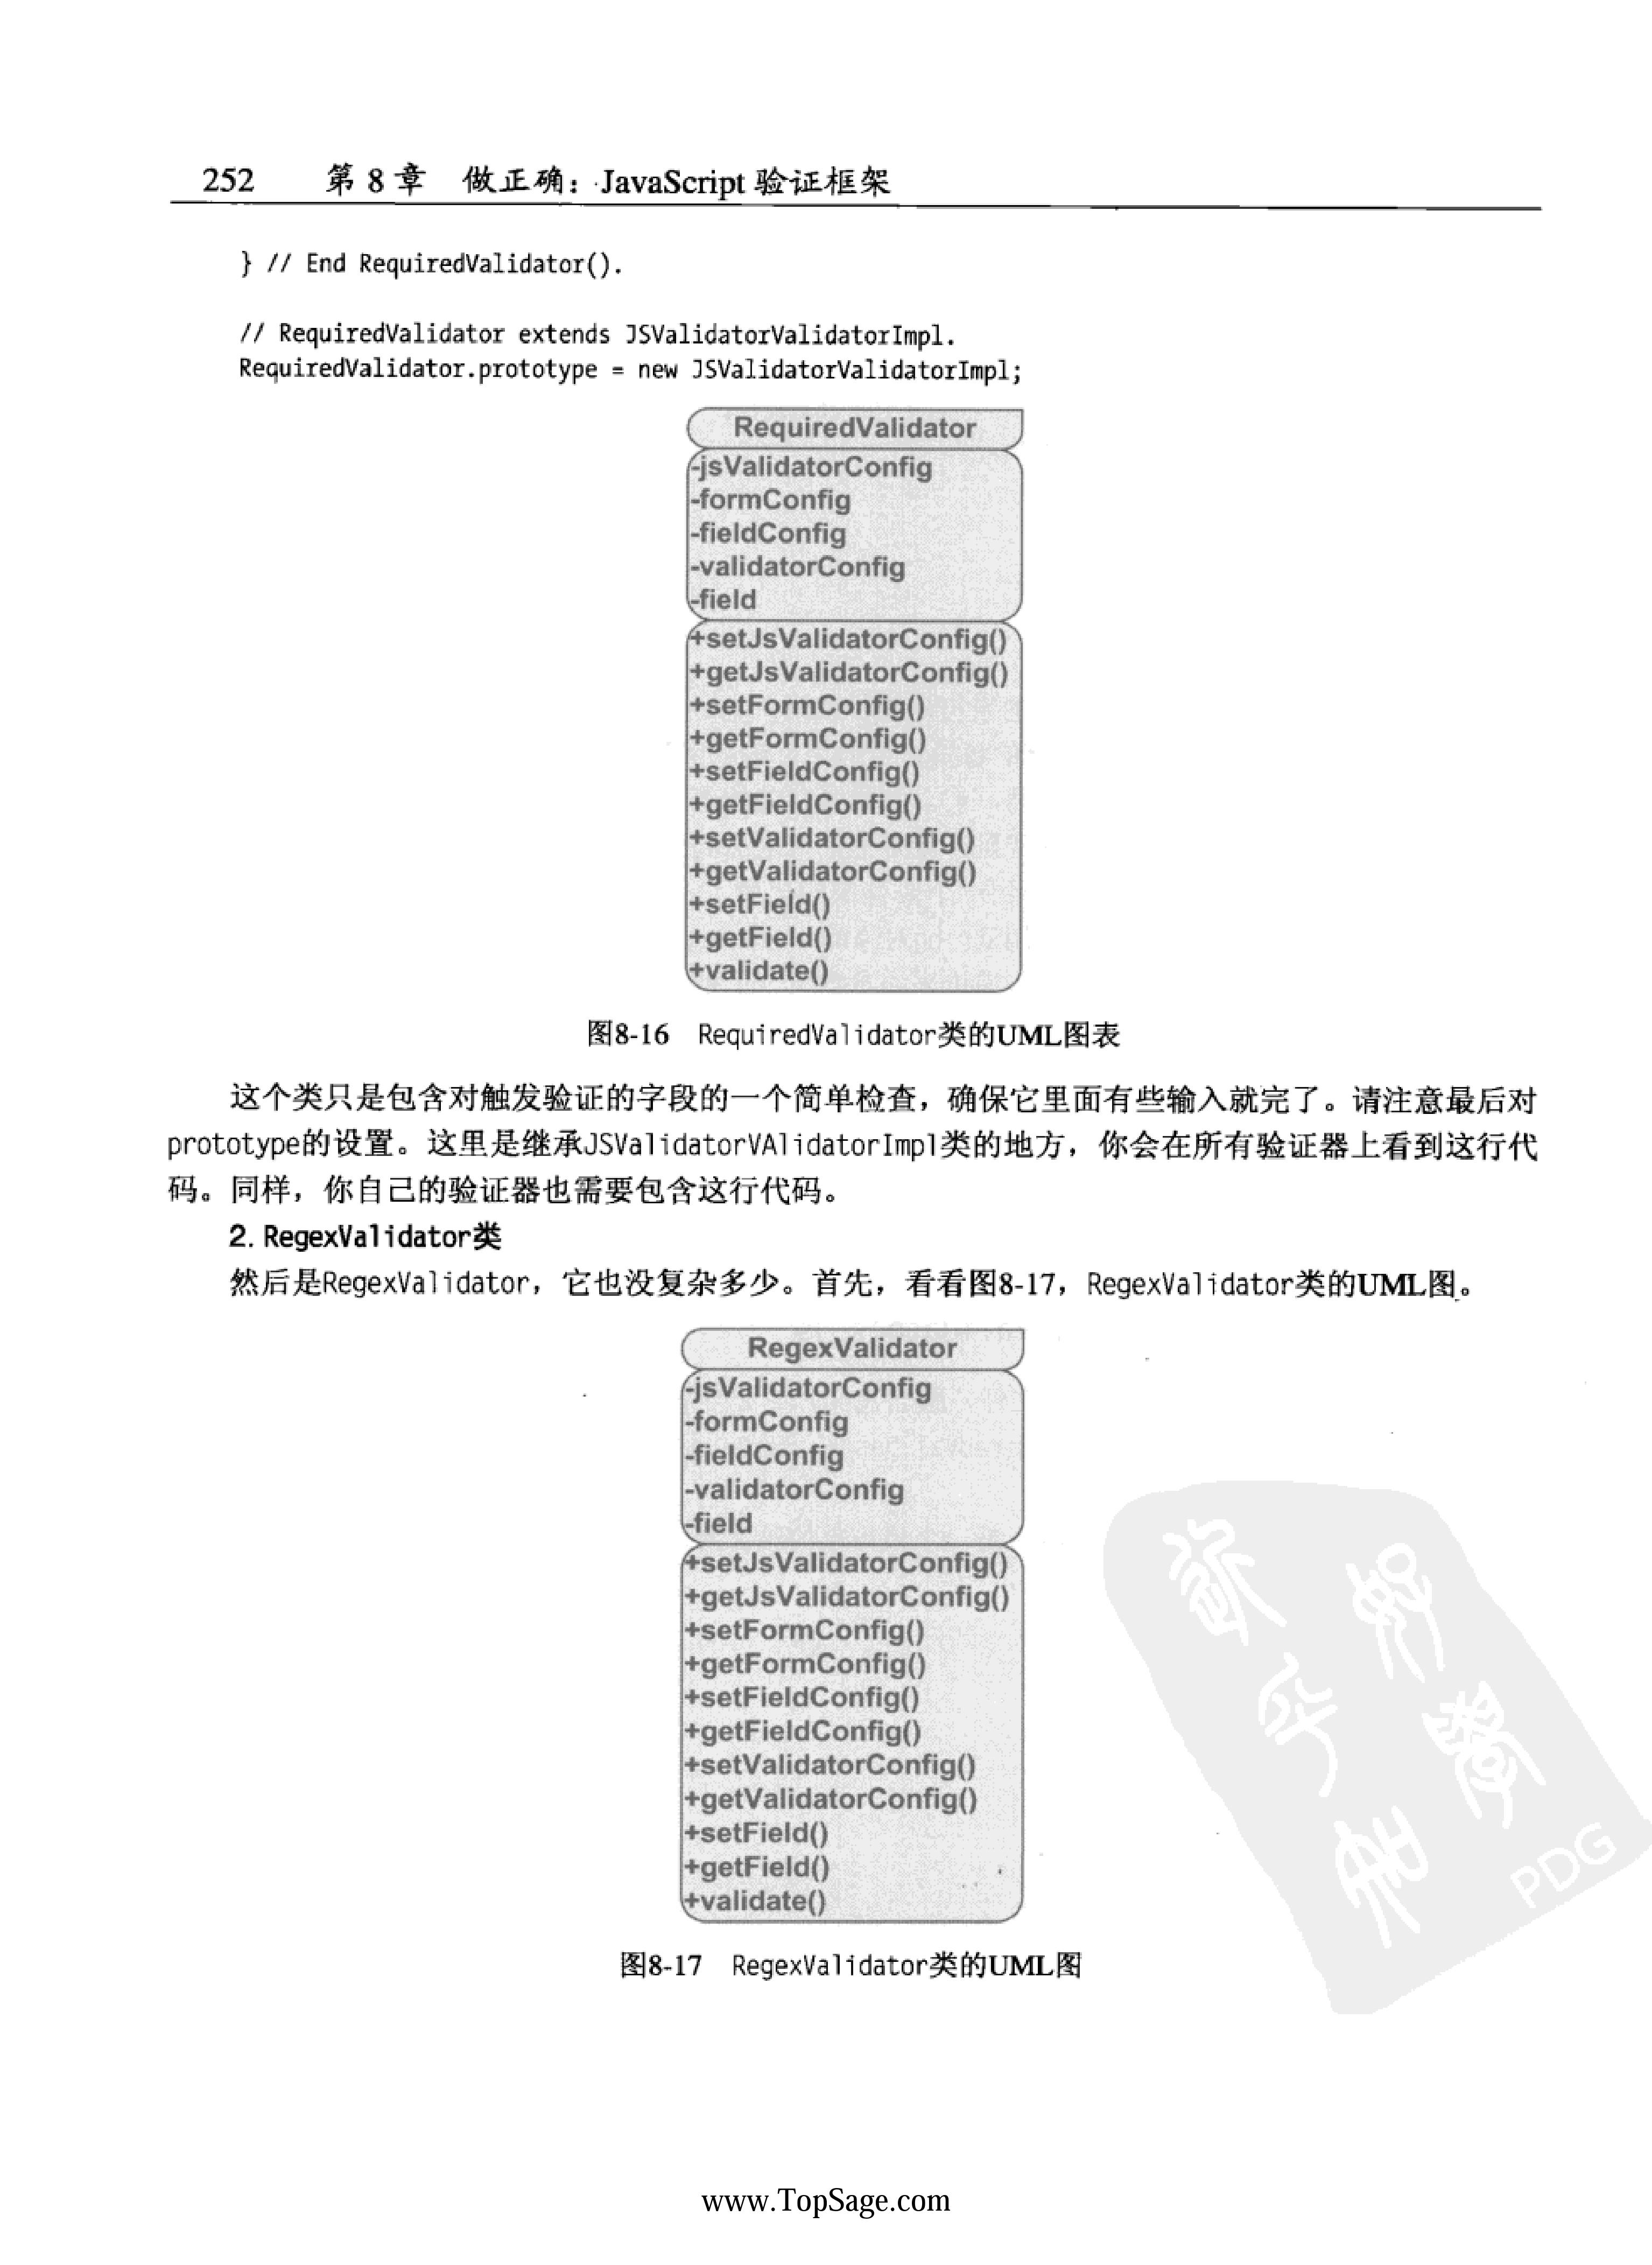 252 第 8 章 做正确：JavaScript 验证框架
} // End RequiredValidator().
// RequiredValidator extends JSValidatorValidatorImpl.
RequiredValidator.prototype = new JSValidatorValidatorImpl;
RequiredValidator
-jsValidatorConfig
-formConfig
-fieldConfig
-validatorConfig
-field
+setJsValidatorConfig()
+getJsValidatorConfig()
+setFormConfig()
+getFormConfig()
+setFieldConfig()
+getFieldConfig()
+setValidatorConfig()
+getValidatorConfig()
+setField()
+getField()
+validate()
图8-16 RequiredValidator类的UML图表
这个类只是包含对触发验证的字段的一个简单检查，确保它里面有些输入就完了。请注意最后对
prototype的设置。这里是继承JSValidatorVAlidatorImpl类的地方，你会在所有验证器上看到这行代
码。同样，你自己的验证器也需要包含这行代码。
2. RegexValidator类
然后是RegexValidator，它也没复杂多少。首先，看看图8-17，RegexValidator类的UML图。
RegexValidator
-jsValidatorConfig
-formConfig
-fieldConfig
-validatorConfig
-field
+setJsValidatorConfig()
+getJsValidatorConfig()
+setFormConfig()
+getFormConfig()
+setFieldConfig()
+getFieldConfig()
+setValidatorConfig()
+getValidatorConfig()
+setField()
+getField()
+validate()
图8-17 RegexValidator类的UML图
PDG
www.TopSage.com